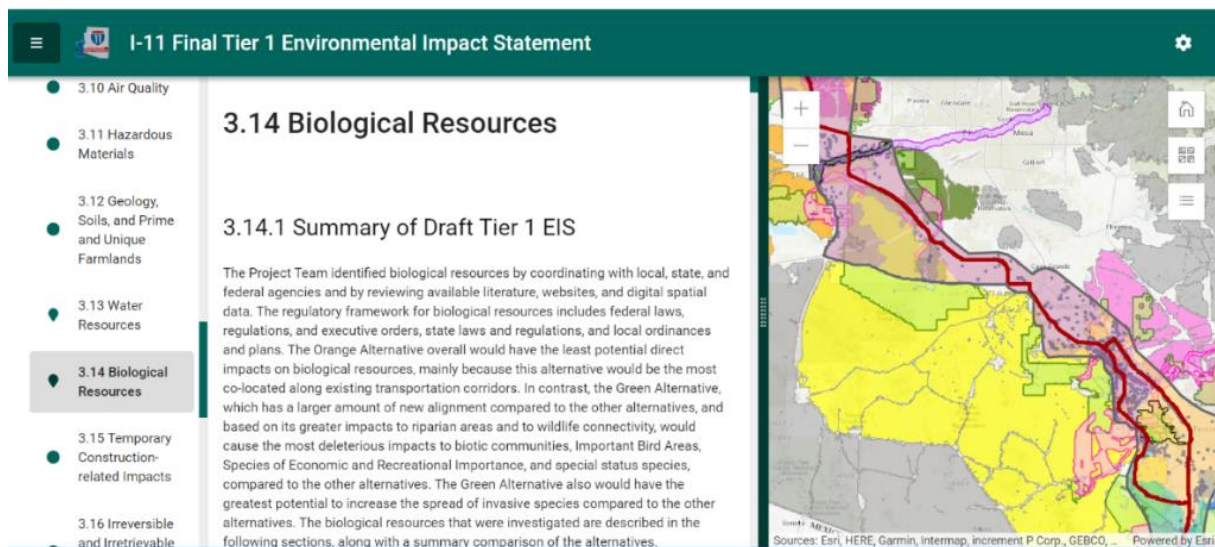 I-11 Final Tier 1 Environmental Impact Statement
3.10 Air Quality
3.11 Hazardous
Materials
3.12 Geology,
Soils, and Prime
and Unique
Farmlands
3.13 Water
Resources
3.14 Biological
Resources
3.15 Temporary
Construction-
related Impacts
3.16 Irreversible
and Irretrievable
3.14 Biological Resources
3.14.1 Summary of Draft Tier 1 EIS
The Project Team identified biological resources by coordinating with local, state, and
federal agencies and by reviewing available literature, websites, and digital spatial
data. The regulatory framework for biological resources includes federal laws,
regulations, and executive orders, state laws and regulations, and local ordinances
and plans. The Orange Alternative overall would have the least potential direct
impacts on biological resources, mainly because this alternative would be the most
co-located along existing transportation corridors. In contrast, the Green Alternative,
which has a larger amount of new alignment compared to the other alternatives, and
based on its greater impacts to riparian areas and to wildlife connectivity, would
cause the most deleterious impacts to biotic communities, Important Bird Areas,
Species of Economic and Recreational Importance, and special status species,
compared to the other alternatives. The Green Alternative also would have the
greatest potential to increase the spread of invasive species compared to the other
alternatives. The biological resources that were investigated are described in the
following sections, along with a summary comparison of the alternatives.
Mesa
Gilbert
Sources: Esri, HERE, Garmin, Intermap, increment P Corp., GEBCO, ... Powered by Esri